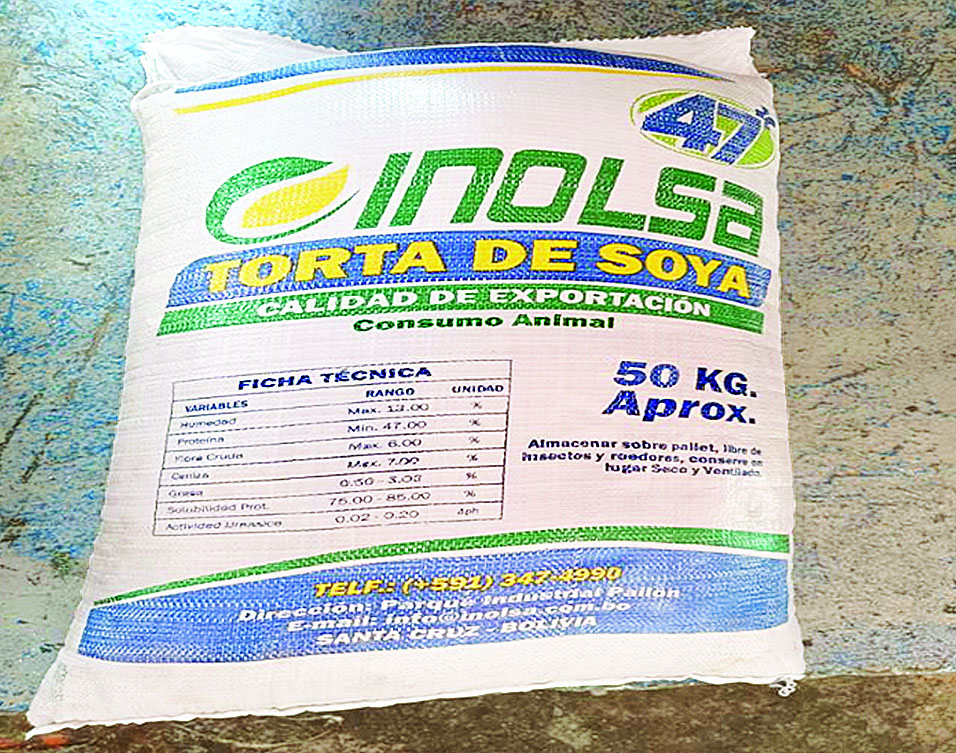 47
INOLSA
TORTA DE SOYA
CALIDAD DE EXPORTACIÓN
Consumo Animal
FICHA TÉCNICA
VARIABLES RANGO UNIDAD
Humedad Max. 13.00 %
Proteina Min. 47.00 %
Fibra Cruda Max. 6.00 %
Ceniza Max. 7.00 %
Grasa 0.50 - 3.00 %
Solubilidad Prot. 75.00 - 85.00 %
Actividad 0.02 - 0.20 Δph
50 KG.
Aprox.
Almacenar sobre pallet, libre de
insectos y roedores, conserve en
lugar Seco y Ventilado.
TELF.: (+591) 347-4990
Dirección: Parque Industrial Pailón
E-mail: info@inolsa.com.bo
SANTA CRUZ - BOLIVIA